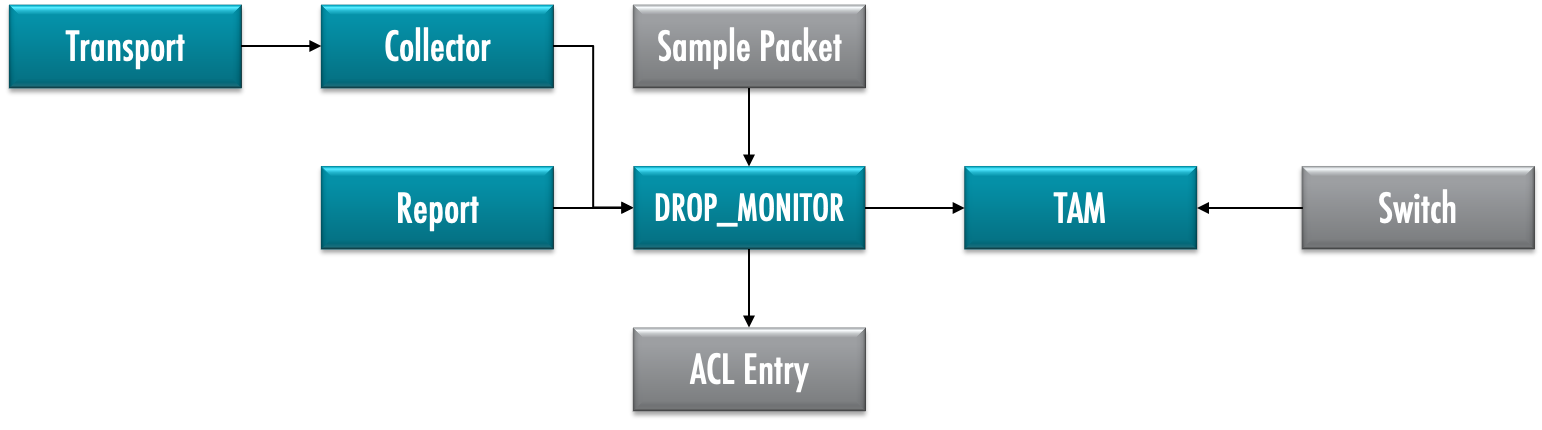 Transport
Collector
Sample Packet
Report
DROP_MONITOR
TAM
Switch
ACL Entry